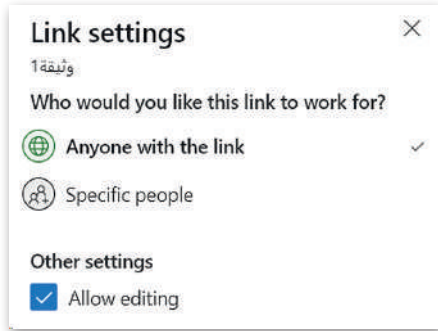 Link settings
وثيقة1
Who would you like this link to work for?
Anyone with the link
Specific people
Other settings
Allow editing